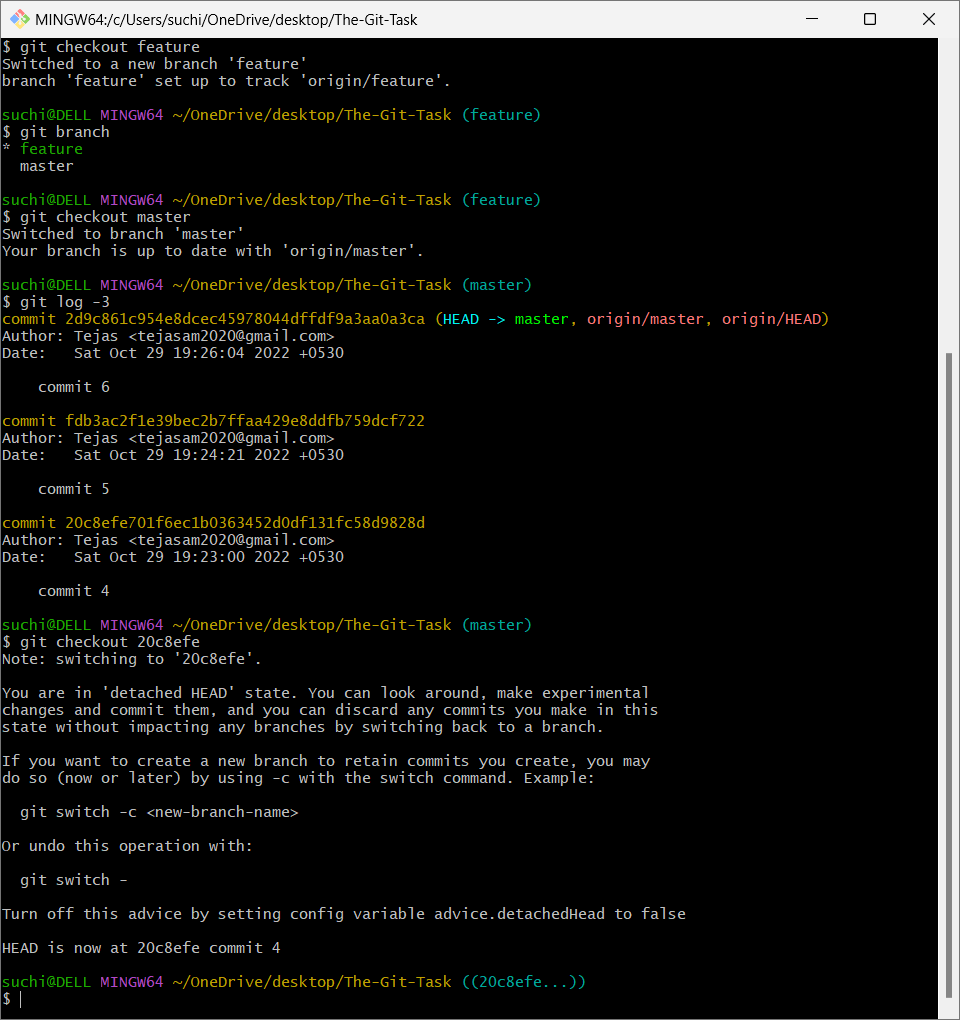 MINGW64:/c/Users/suchi/OneDrive/desktop/The-Git-Task
$ git checkout feature
Switched to a new branch 'feature'
branch 'feature' set up to track 'origin/feature'.
suchi@DELL MINGW64 ~/OneDrive/desktop/The-Git-Task (feature)
$ git branch
* feature
  master
suchi@DELL MINGW64 ~/OneDrive/desktop/The-Git-Task (feature)
$ git checkout master
Switched to branch 'master'
Your branch is up to date with 'origin/master'.
suchi@DELL MINGW64 ~/OneDrive/desktop/The-Git-Task (master)
$ git log -3
commit 2d9c861c954e8dcec45978044dffdf9a3aa0a3ca (HEAD -> master, origin/master, origin/HEAD)
Author: Tejas <tejasam2020@gmail.com>
Date:   Sat Oct 29 19:26:04 2022 +0530
    commit 6
commit fdb3ac2f1e39bec2b7ffaa429e8ddfb759dcf722
Author: Tejas <tejasam2020@gmail.com>
Date:   Sat Oct 29 19:24:21 2022 +0530
    commit 5
commit 20c8efe701f6ec1b0363452d0df131fc58d9828d
Author: Tejas <tejasam2020@gmail.com>
Date:   Sat Oct 29 19:23:00 2022 +0530
    commit 4
suchi@DELL MINGW64 ~/OneDrive/desktop/The-Git-Task (master)
$ git checkout 20c8efe
Note: switching to '20c8efe'.
You are in 'detached HEAD' state. You can look around, make experimental
changes and commit them, and you can discard any commits you make in this
state without impacting any branches by switching back to a branch.
If you want to create a new branch to retain commits you create, you may
do so (now or later) by using -c with the switch command. Example:
  git switch -c <new-branch-name>
Or undo this operation with:
  git switch -
Turn off this advice by setting config variable advice.detachedHead to false
HEAD is now at 20c8efe commit 4
suchi@DELL MINGW64 ~/OneDrive/desktop/The-Git-Task ((20c8efe...))
$